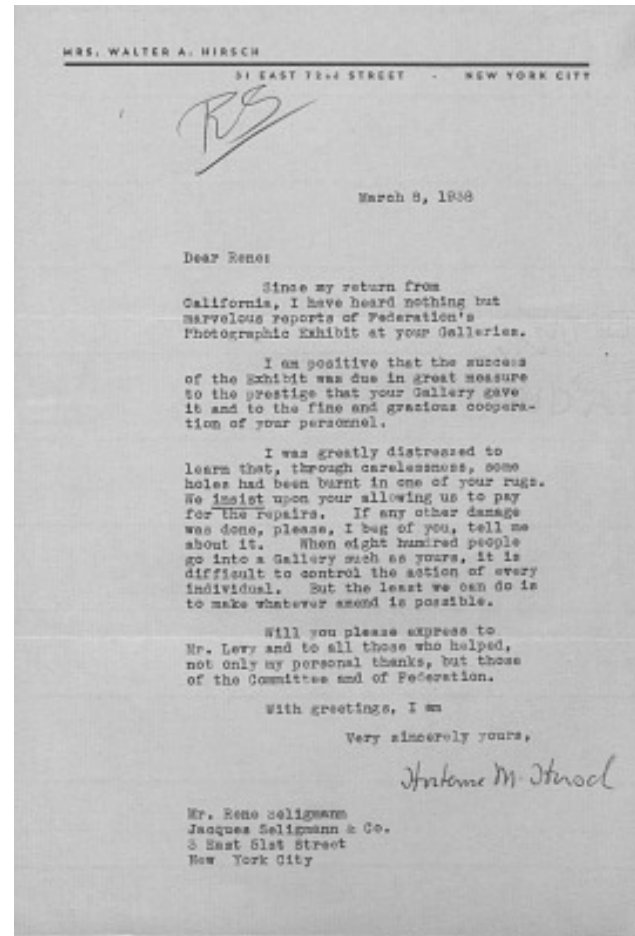 MRS. WALTER A. HIRSCH
51 EAST 72nd STREET - NEW YORK CITY
RS
March 8, 1938
Dear Rene:
Since my return from
California, I have heard nothing but
marvelous reports of Federation's
Photographic Exhibit at your Galleries.
I am positive that the success
of the Exhibit was due in great measure
to the prestige that your Gallery gave
it and to the fine and gracious coopera-
tion of your personnel.
I was greatly distressed to
learn that, through carelessness, some
holes had been burnt in one of your rugs.
We insist upon your allowing us to pay
for the repairs. If any other damage
was done, please, I beg of you, tell me
about it. When eight hundred people
go into a Gallery such as yours, it is
difficult to control the action of every
individual. But the least we can do is
to make whatever amend is possible.
Will you please express to
Mr. Levy and to all those who helped,
not only my personal thanks, but those
of the Committee and of Federation.
With greetings, I am
Very sincerely yours,
Hortense M. Hirsch
Mr. Rene Seligmann
Jacques Seligmann & Co.
3 East 51st Street
New York City